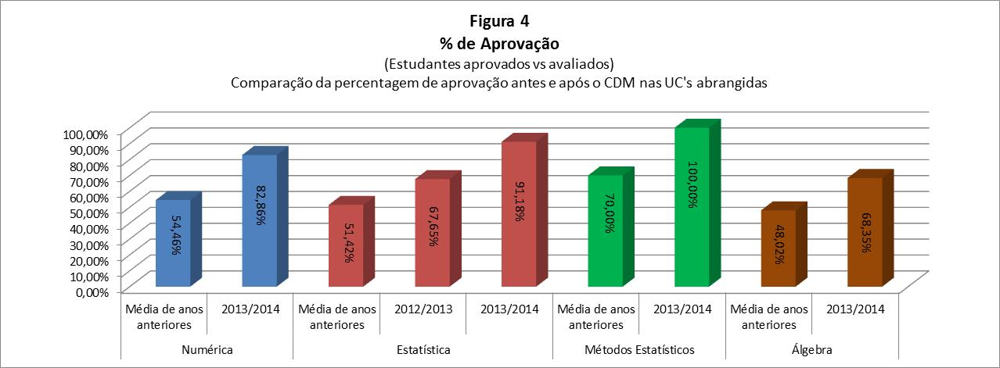 Figura 4
% de Aprovação
(Estudantes aprovados vs avaliados)
Comparação da percentagem de aprovação antes e após o CDM nas UC's abrangidas
100,00%
90,00%
80,00%
70,00%
60,00%
50,00%
40,00%
30,00%
20,00%
10,00%
0,00%
54,46%
82,86%
51,42%
67,65%
91,18%
70,00%
100,00%
48,02%
68,35%
Média de anos anteriores
2013/2014
Média de anos anteriores
2012/2013
2013/2014
Média de anos anteriores
2013/2014
Média de anos anteriores
2013/2014
Numérica
Estatística
Métodos Estatísticos
Álgebra